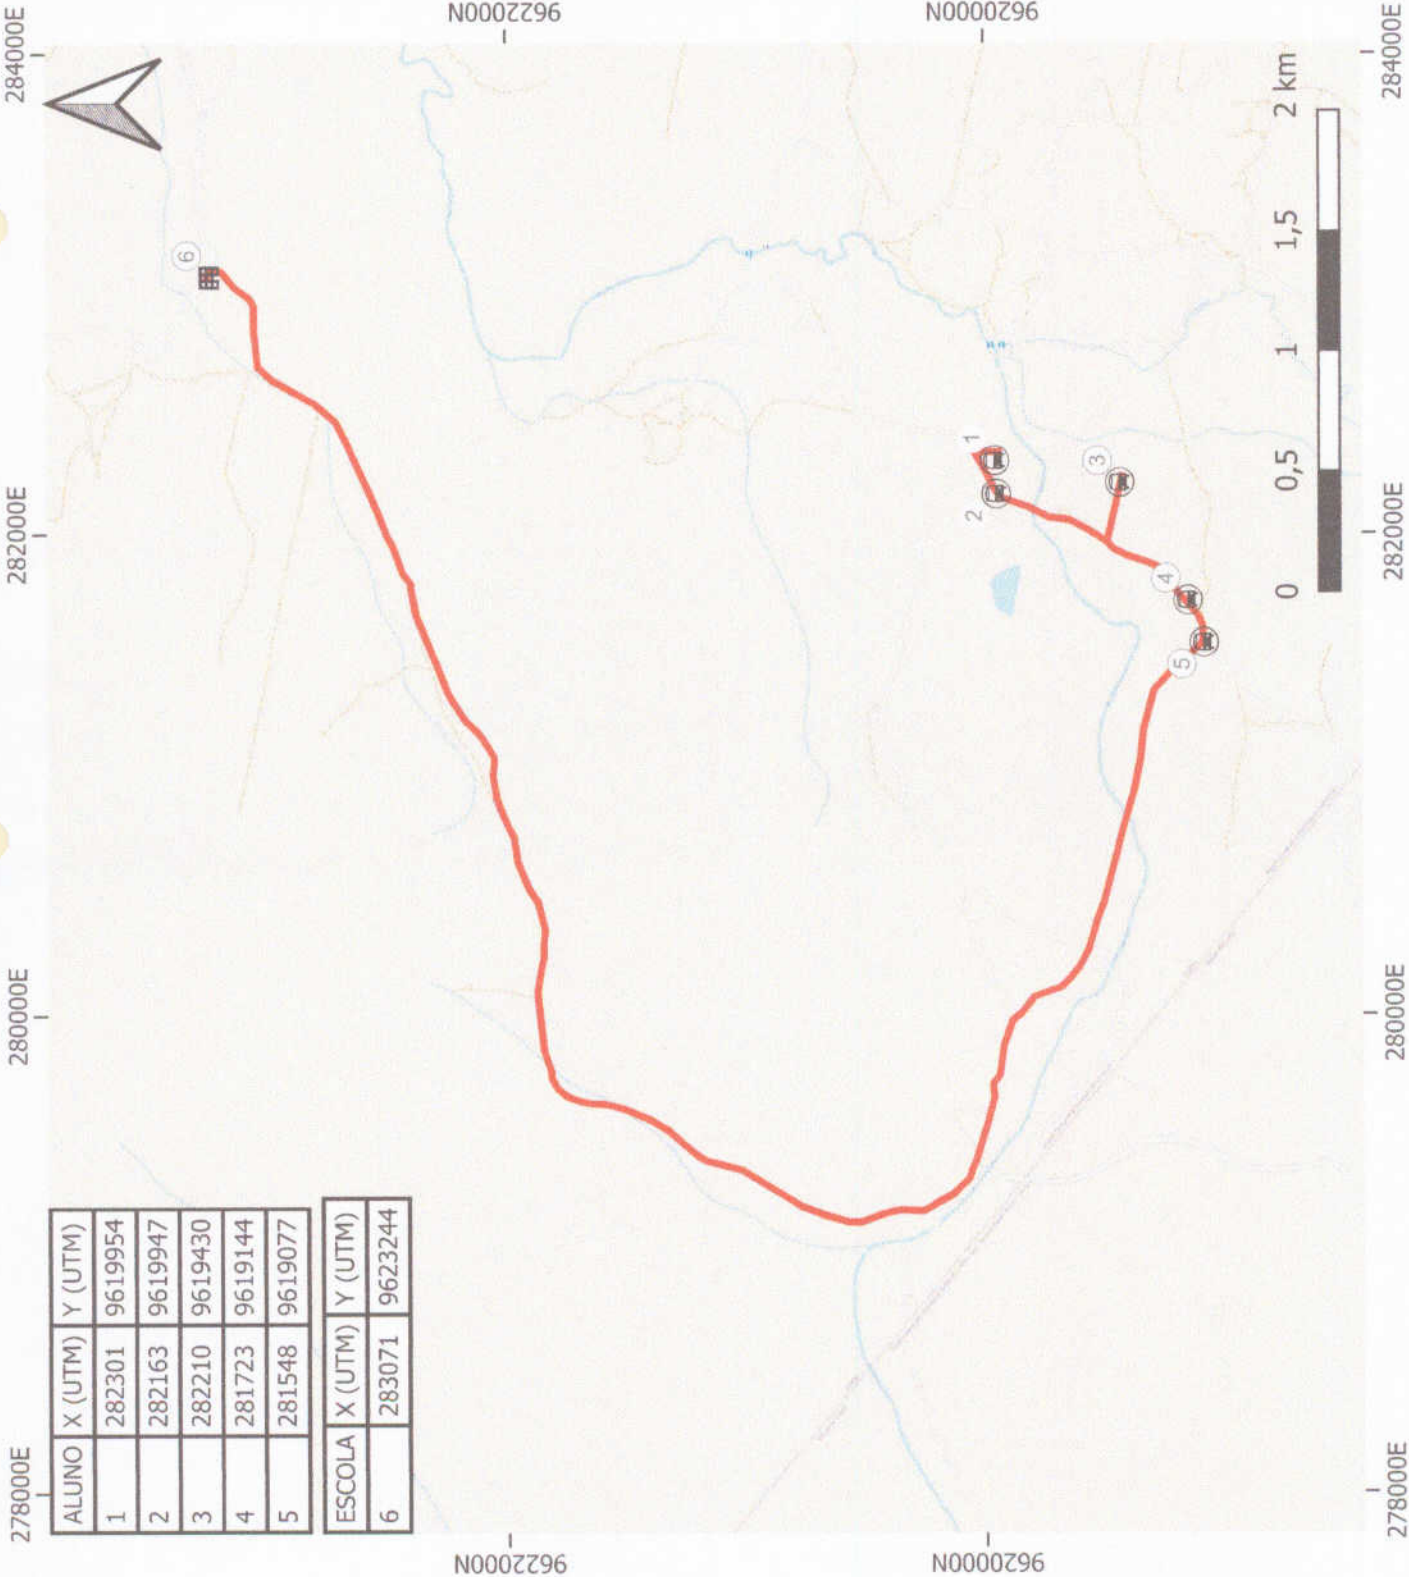 ALUNO X (UTM) Y (UTM)
1 282301 9619954
2 282163 9619947
3 282210 9619430
4 281723 9619144
5 281548 9619077
ESCOLA X (UTM) Y (UTM)
6 283071 9623244
278000E
280000E
282000E
284000E
9622000N
9620000N
9622000N
9620000N
278000E
280000E
282000E
284000E
6
1
2
3
4
5
0 0,5 1 1,5 2 km